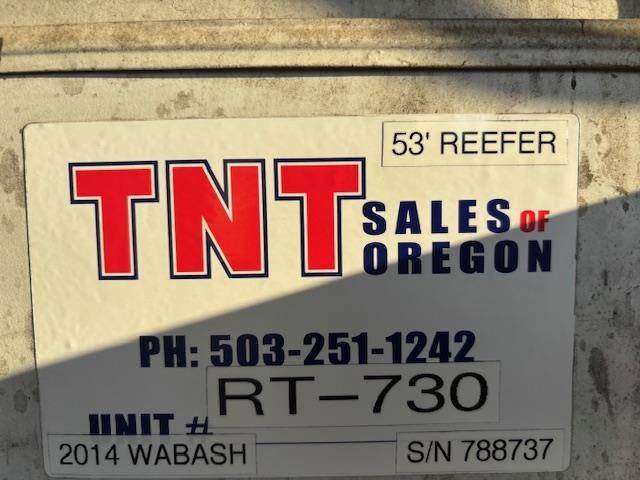 53' REEFER
TNT SALES OF
OREGON
PH: 503-251-1242
UNIT # RT-730
2014 WABASH S/N 788737